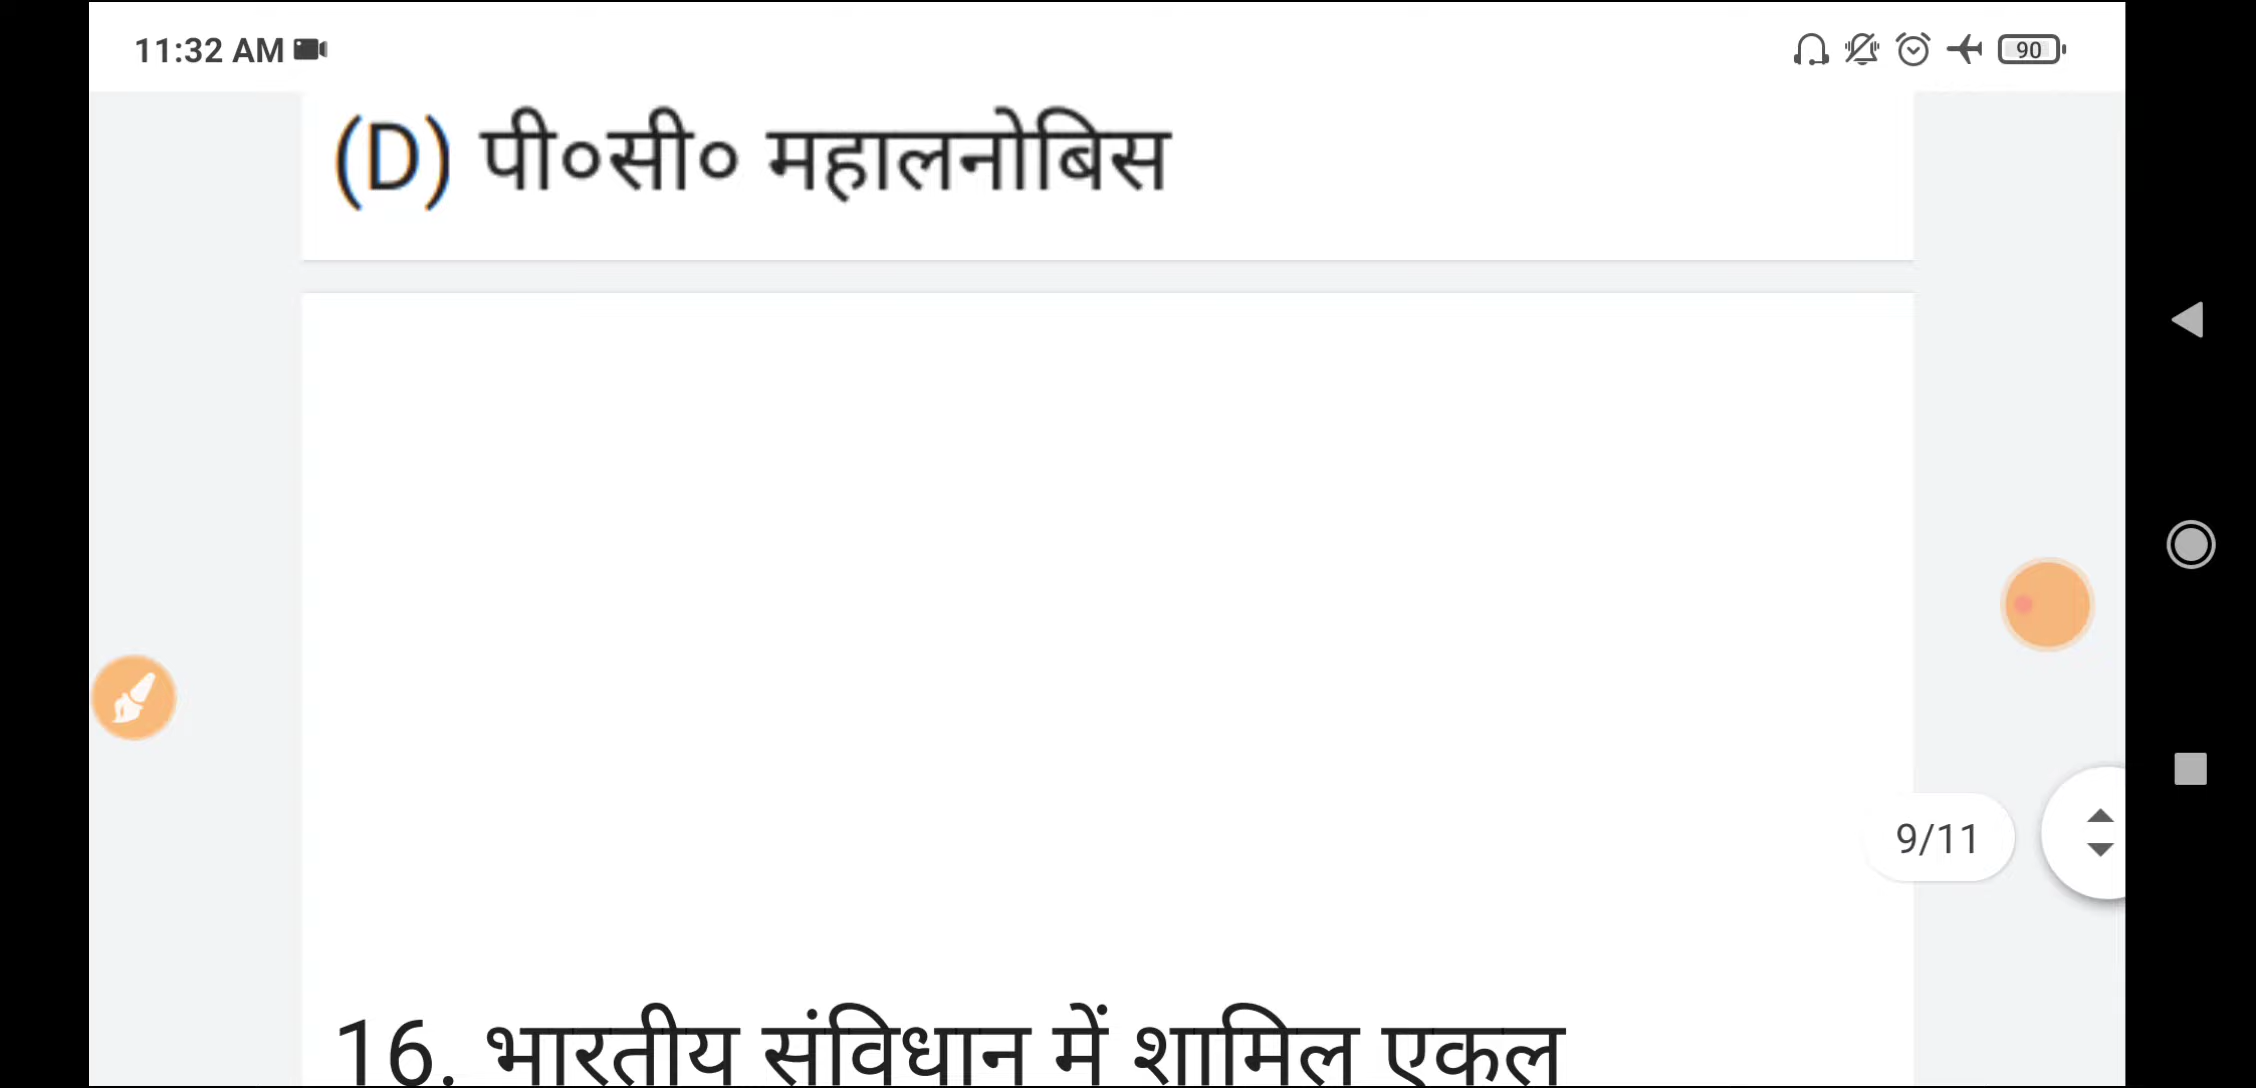 11:32 AM
90
(D) पी०सी० महालनोबिस
9/11
16. भारतीय संविधान में शामिल एकल